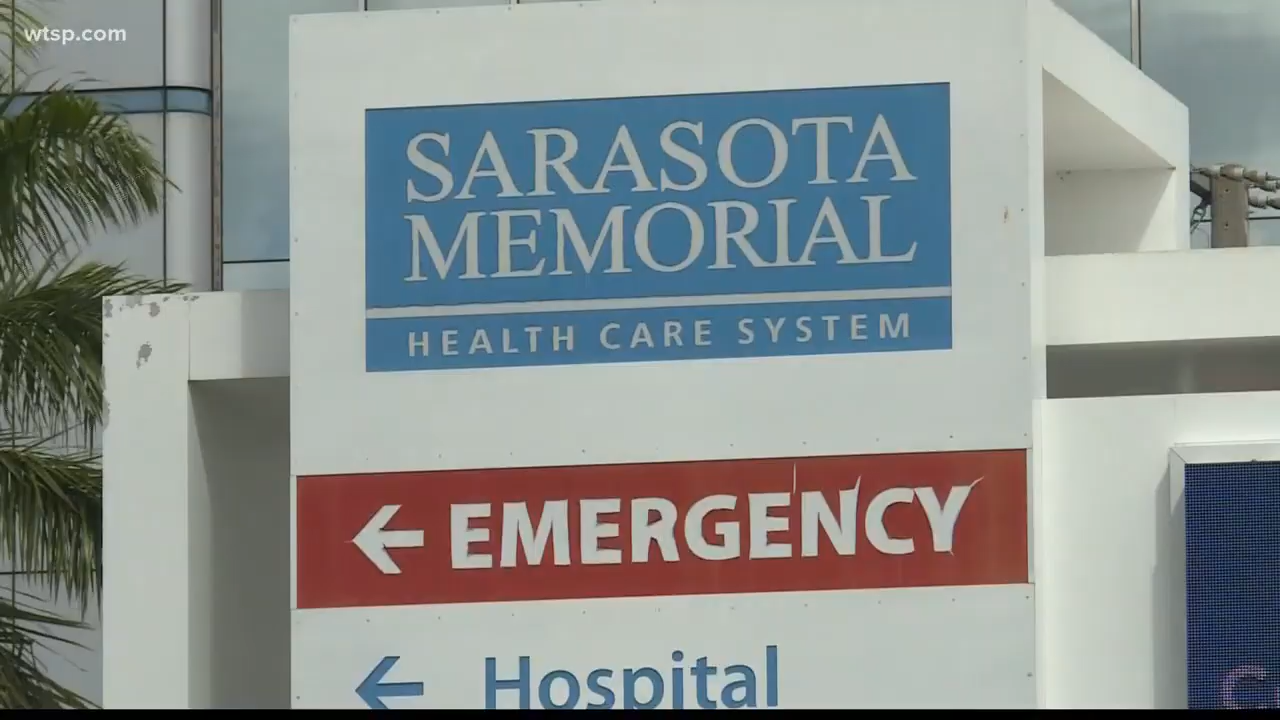 wtsp.com
SARASOTA
MEMORIAL
HEALTH CARE SYSTEM
← EMERGENCY
← Hospital